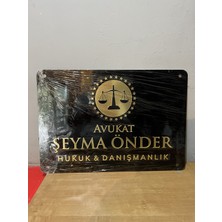 AVUKAT
ŞEYMA ÖNDER
HUKUK & DANIŞMANLIK